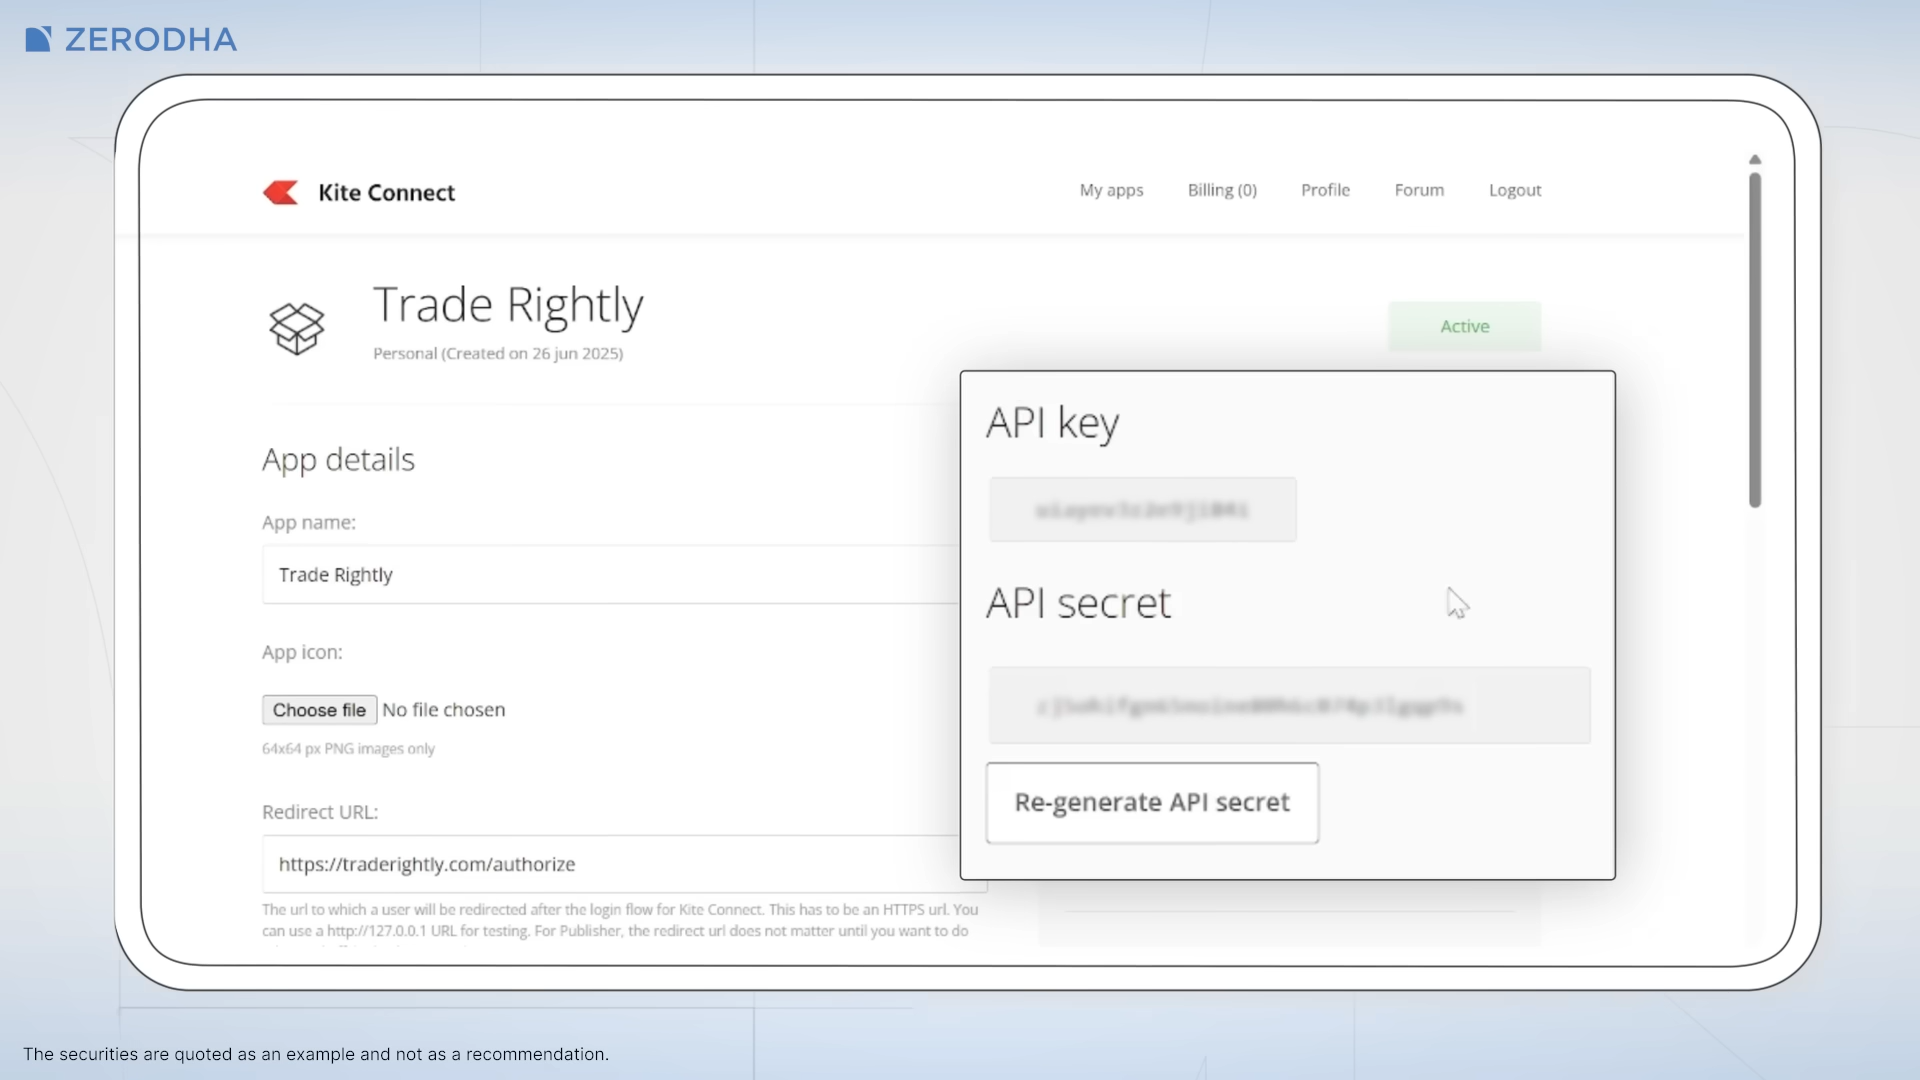 ZERODHA
Kite Connect
My apps
Billing (0)
Profile
Forum
Logout
Trade Rightly
Personal (Created on 26 jun 2025)
Active
App details
App name:
Trade Rightly
App icon:
Choose file No file chosen
64x64 px PNG images only
Redirect URL:
https://traderightly.com/authorize
The url to which a user will be redirected after the login flow for Kite Connect. This has to be an HTTPS url. You
can use a http://127.0.0.1 URL for testing. For Publisher, the redirect url does not matter until you want to do
API key
API secret
Re-generate API secret
The securities are quoted as an example and not as a recommendation.